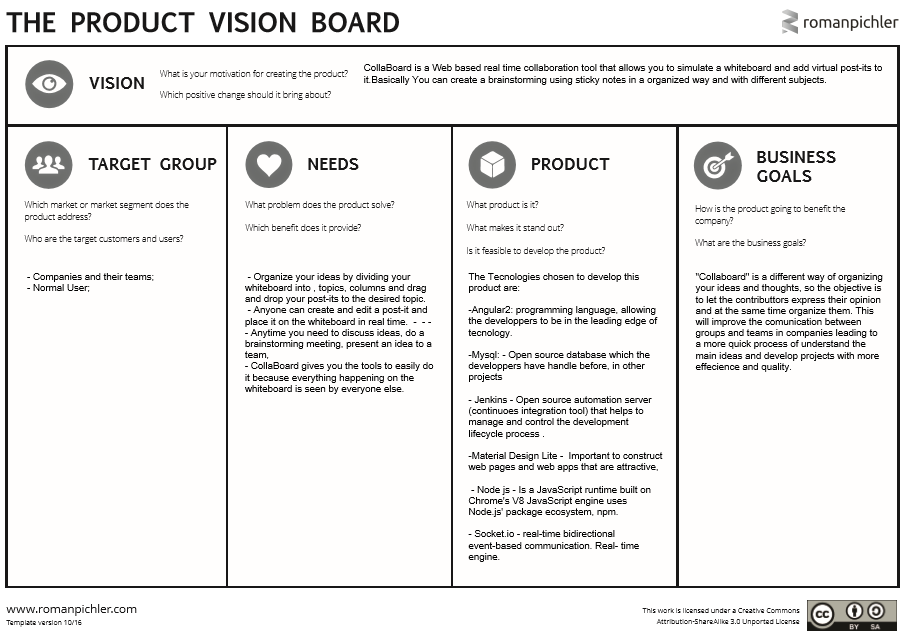 THE PRODUCT VISION BOARD
romanpichler
VISION
What is your motivation for creating the product?
Which positive change should it bring about?
CollaBoard is a Web based real time collaboration tool that allows you to simulate a whiteboard and add virtual post-its to
it.Basically You can create a brainstorming using sticky notes in a organized way and with different subjects.
TARGET GROUP
Which market or market segment does the
product address?
Who are the target customers and users?
- Companies and their teams;
- Normal User;
NEEDS
What problem does the product solve?
Which benefit does it provide?
- Organize your ideas by dividing your
whiteboard into , topics, columns and drag
and drop your post-its to the desired topic.
- Anyone can create and edit a post-it and
place it on the whiteboard in real time. - - -
- Anytime you need to discuss ideas, do a
brainstorming meeting, present an idea to a
team,
- CollaBoard gives you the tools to easily do
it because everything happening on the
whiteboard is seen by everyone else.
PRODUCT
What product is it?
What makes it stand out?
Is it feasible to develop the product?
The Tecnologies chosen to develop this
product are:
-Angular2: programming language, allowing
the developpers to be in the leading edge of
tecnology.
-Mysql: - Open source database which the
developpers have handle before, in other
projects
- Jenkins - Open source automation server
(continuoes integration tool) that helps to
manage and control the development
lifecycle process .
-Material Design Lite - Important to construct
web pages and web apps that are attractive,
- Node js - Is a JavaScript runtime built on
Chrome's V8 JavaScript engine uses
Node.js' package ecosystem, npm.
- Socket.io - real-time bidirectional
event-based communication. Real- time
engine.
BUSINESS
GOALS
How is the product going to benefit the
company?
What are the business goals?
"Collaboard" is a different way of organizing
your ideas and thoughts, so the objective is
to let the contributtors express their opinion
and at the same time organize them. This
will improve the comunication between
groups and teams in companies leading to
a more quick process of understand the
main ideas and develop projects with more
effecience and quality.
www.romanpichler.com
Template version 10/16
This work is licensed under a Creative Commons
Attribution-ShareAlike 3.0 Unported License
CC
BY SA